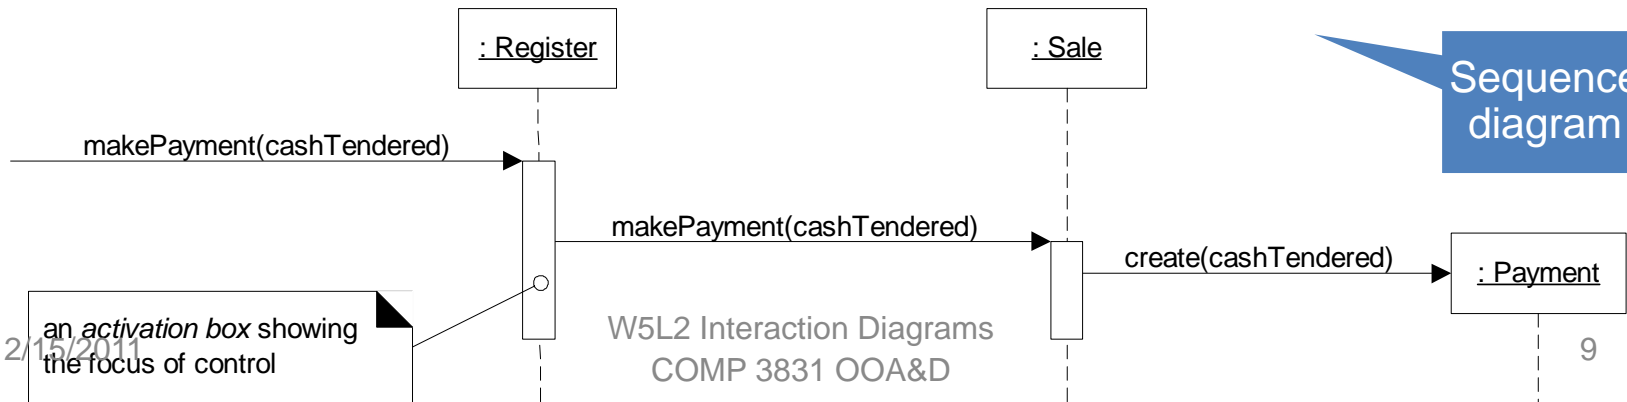 : Register
: Sale
Sequence
diagram
makePayment(cashTendered)
makePayment(cashTendered)
create(cashTendered)
: Payment
an activation box showing
the focus of control
2/15/2011
W5L2 Interaction Diagrams
COMP 3831 OOA&D
9